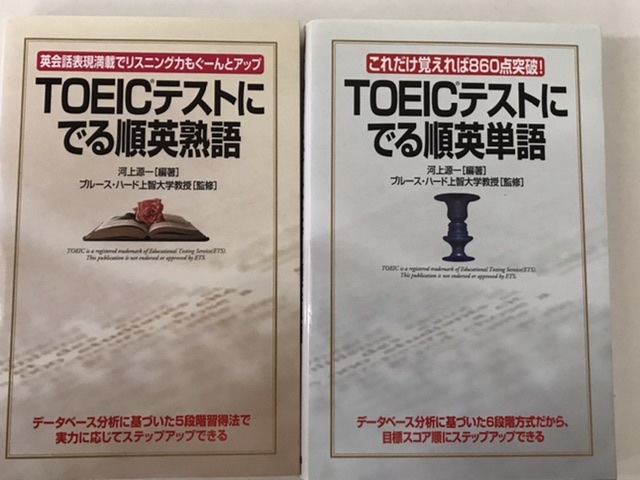 英会話表現満載でリスニング力もぐーんとアップ
TOEIC®テストに
でる順英熟語
河上源一[編著]
ブルース・ハード上智大学教授[監修]
TOEIC is a registered trademark of Educational Testing Service(ETS).
This publication is not endorsed or approved by ETS.
データベース分析に基づいた5段階習得法で
実力に応じてステップアップできる
これだけ覚えれば860点突破!
TOEIC®テストに
でる順英単語
河上源一[編著]
ブルース・ハード上智大学教授[監修]
TOEIC is a registered trademark of Educational Testing Service(ETS).
This publication is not endorsed or approved by ETS.
データベース分析に基づいた6段階方式だから、
目標スコア順にステップアップできる